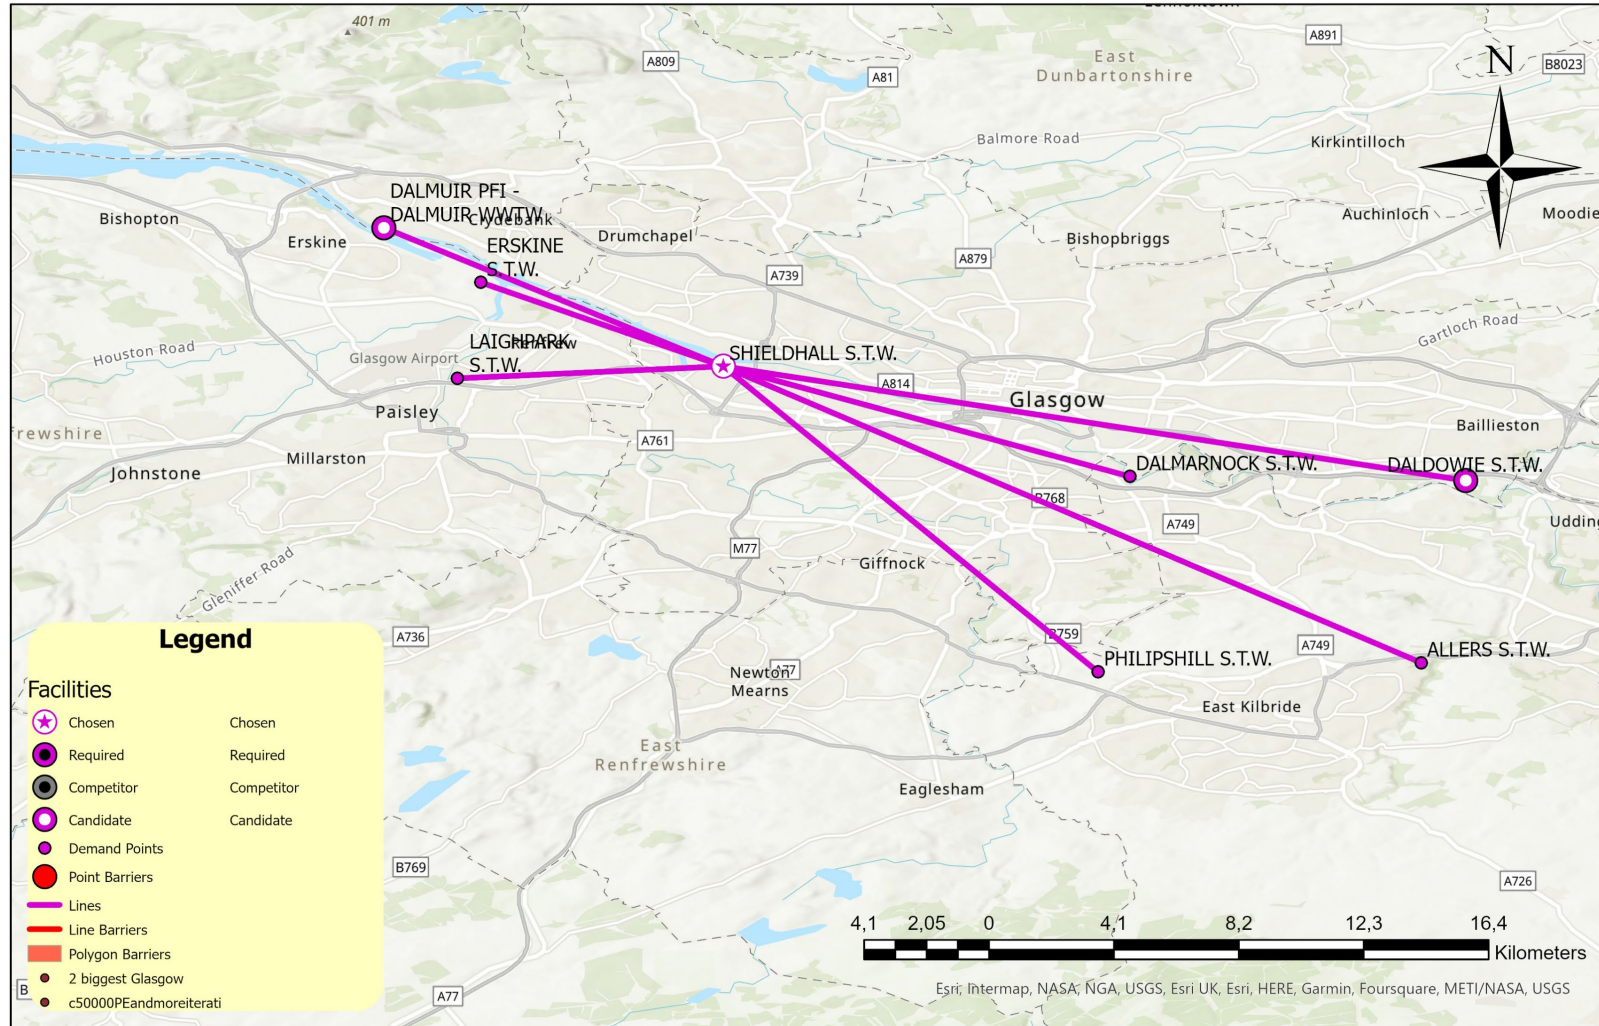 401 m
Lennoxtown
A809
A81
A891
B8023
East
Dunbartonshire
N
Balmore Road
Kirkintilloch
DALMUIR PFI -
DALMUIR WWTW
Clydebank
Bishopton
Erskine
Drumchapel
Auchinloch
Moodie
ERSKINE
S.T.W.
Bishopbriggs
A879
A739
Houston Road
Glasgow Airport
LAIGHPARK
S.T.W.
Renfrew
SHIELDHALL S.T.W.
Gartloch Road
A814
Glasgow
Paisley
frewshire
A761
Baillieston
Johnstone
Millarston
DALMARNOCK S.T.W.
DALDOWIE S.T.W.
B768
A749
Udding
M77
Giffnock
Gleniffer Road
A736
B759
PHILIPSHILL S.T.W.
A749
ALLERS S.T.W.
Newton
Mearns
A77
East Kilbride
East
Renfrewshire
Eaglesham
B769
A726
A77
B
Legend
Facilities
Chosen Chosen
Required Required
Competitor Competitor
Candidate Candidate
Demand Points
Point Barriers
Lines
Line Barriers
Polygon Barriers
2 biggest Glasgow
c50000PEandmoreiterati
4,1 2,05 0 4,1 8,2 12,3 16,4
Kilometers
Esri, Intermap, NASA, NGA, USGS, Esri UK, Esri, HERE, Garmin, Foursquare, METI/NASA, USGS